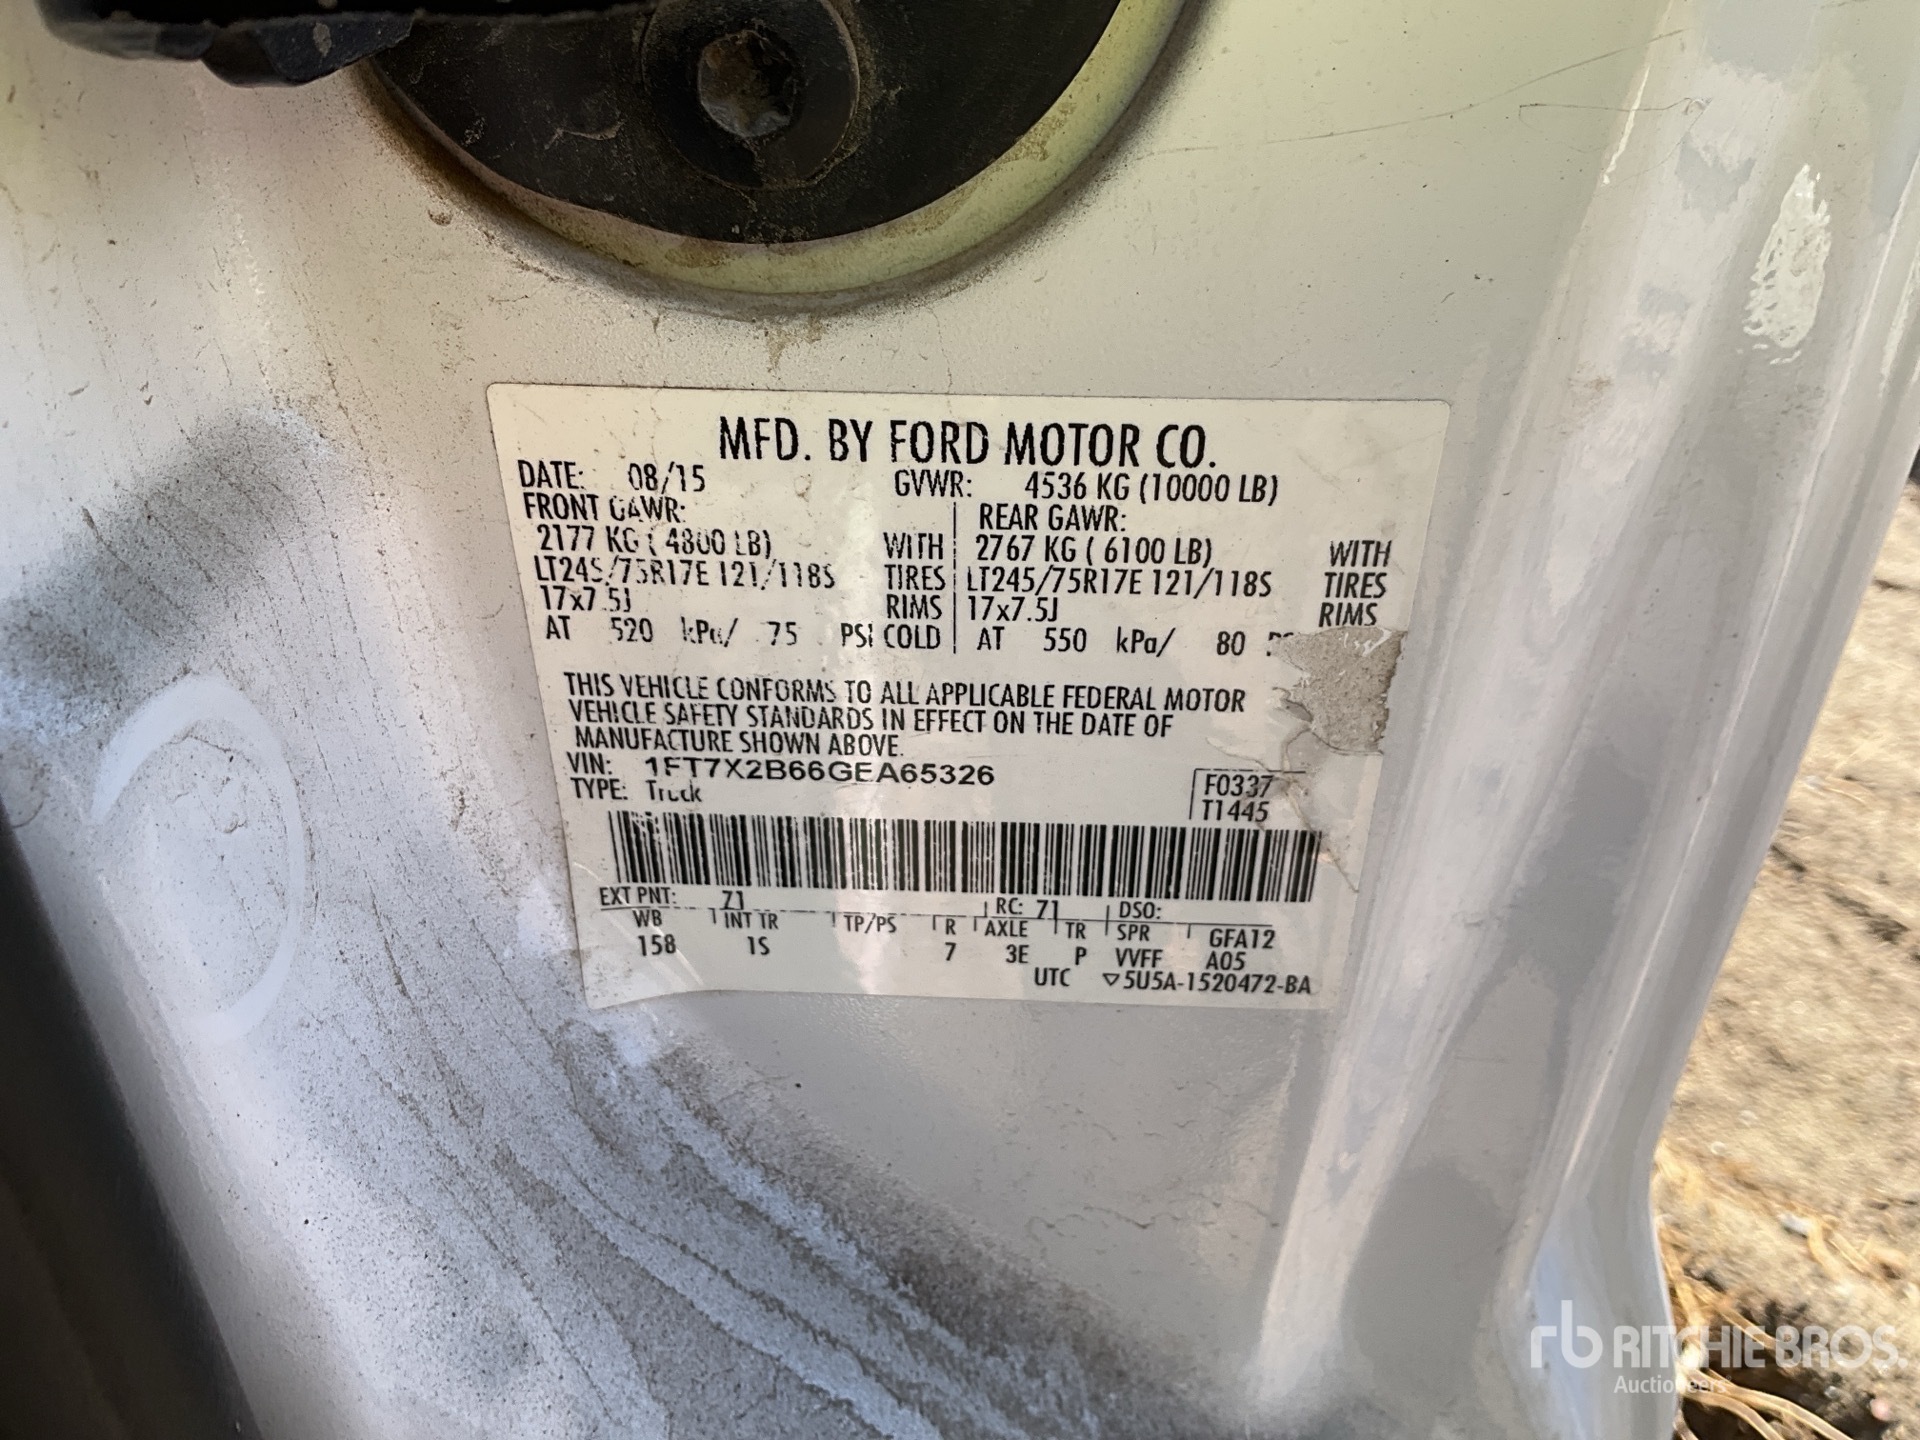 MFD. BY FORD MOTOR CO.
DATE: 08/15 GVWR: 4536 KG (10000 LB)
FRONT GAWR: REAR GAWR:
2177 KG ( 4800 LB) WITH 2767 KG ( 6100 LB) WITH
LT245/75R17E 121/118S TIRES LT245/75R17E 121/118S TIRES
17x7.5J RIMS 17x7.5J RIMS
AT 520 kPa/ 75 PSI COLD AT 550 kPa/ 80
THIS VEHICLE CONFORMS TO ALL APPLICABLE FEDERAL MOTOR
VEHICLE SAFETY STANDARDS IN EFFECT ON THE DATE OF
MANUFACTURE SHOWN ABOVE.
VIN: 1FT7X2B66GEA65326 F0337
TYPE: Truck T1445
EXT PNT: Z1 RC: 71 DSO:
WB INT TR TP/PS R AXLE TR SPR GFA12
158 1S 7 3E P VVFF A05
UTC ▽5U5A-1520472-BA
rb RITCHIE BROS.
Auctioneers